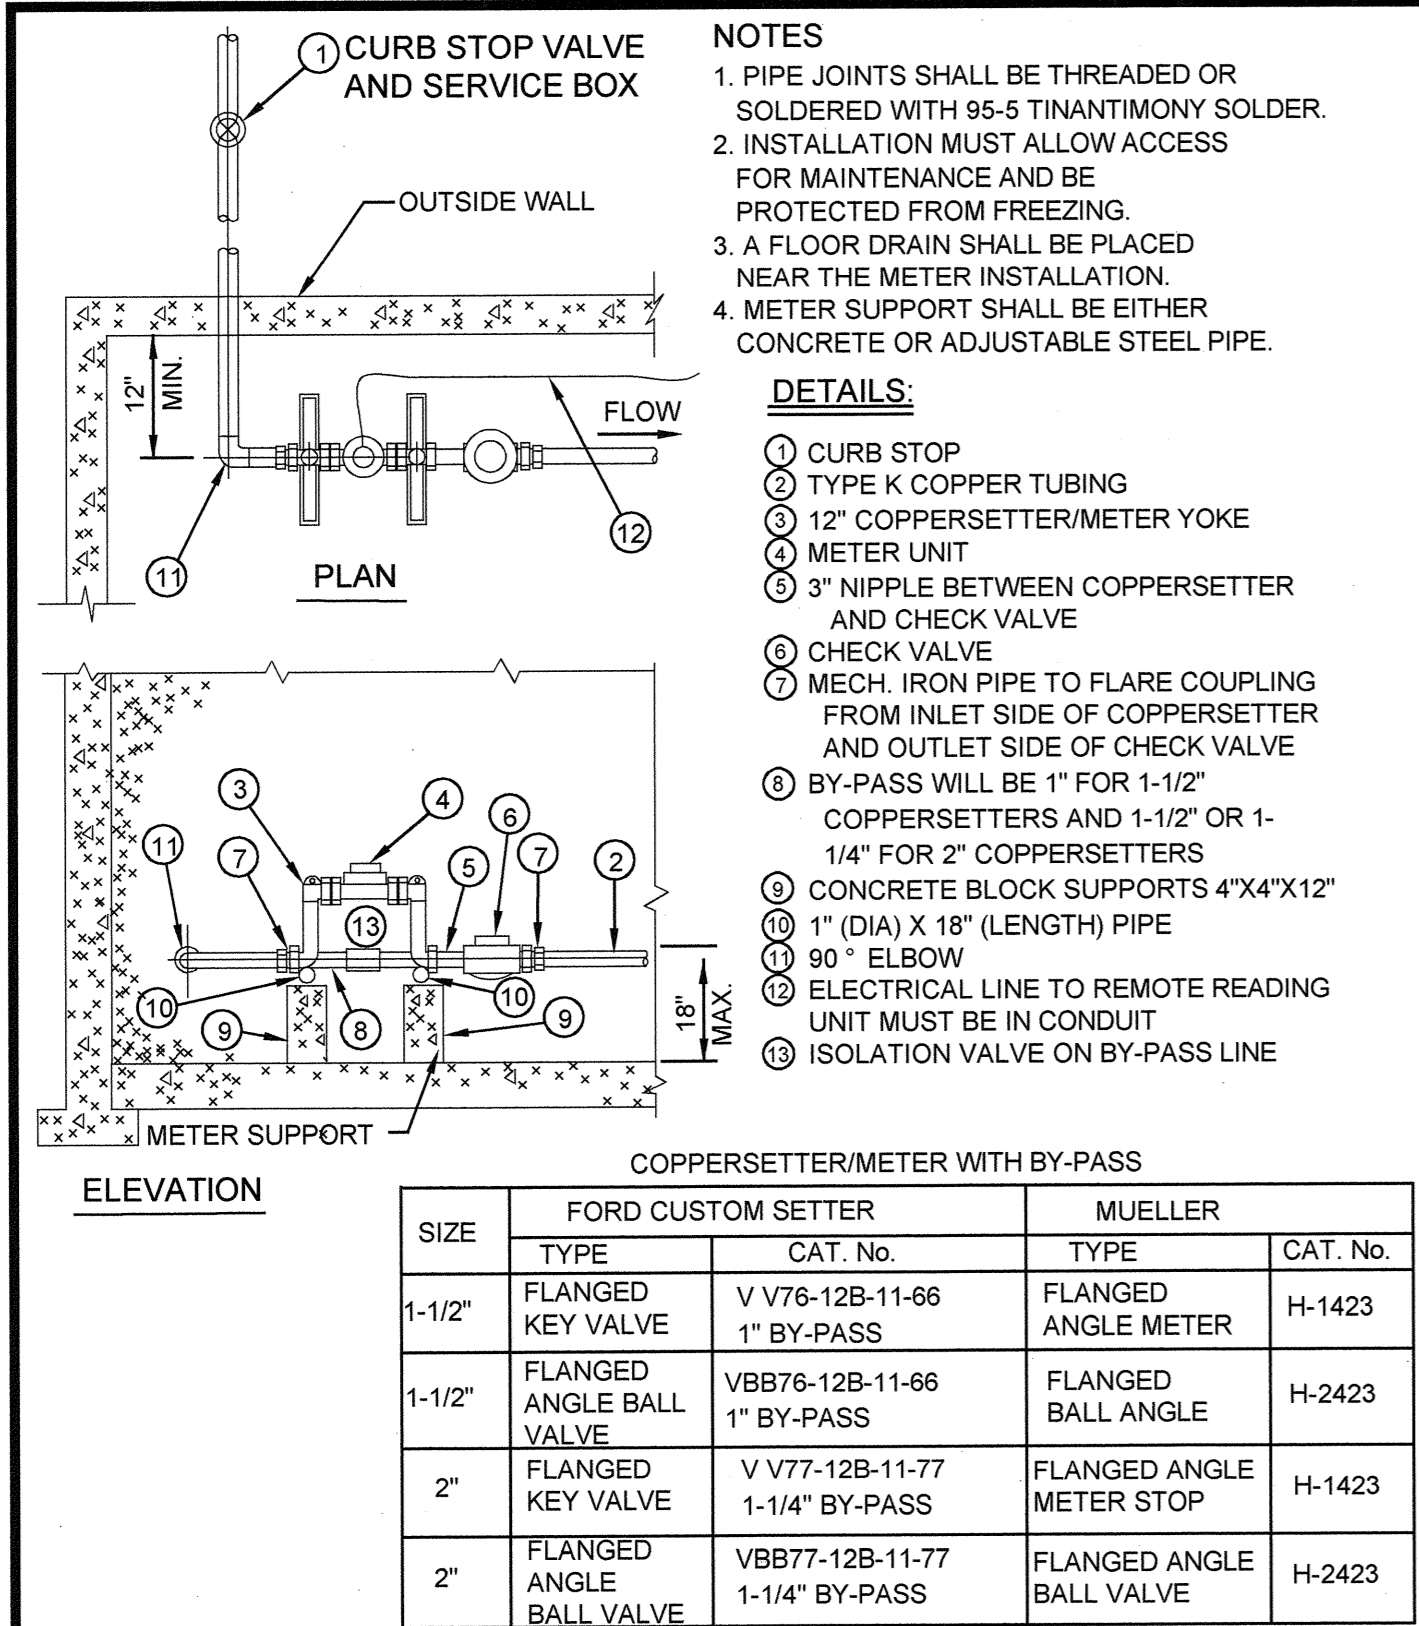 1 CURB STOP VALVE
AND SERVICE BOX
OUTSIDE WALL
12" MIN.
FLOW
12
11
PLAN
NOTES
1. PIPE JOINTS SHALL BE THREADED OR
SOLDERED WITH 95-5 TINANTIMONY SOLDER.
2. INSTALLATION MUST ALLOW ACCESS
FOR MAINTENANCE AND BE
PROTECTED FROM FREEZING.
3. A FLOOR DRAIN SHALL BE PLACED
NEAR THE METER INSTALLATION.
4. METER SUPPORT SHALL BE EITHER
CONCRETE OR ADJUSTABLE STEEL PIPE.
DETAILS:
1 CURB STOP
2 TYPE K COPPER TUBING
3 12" COPPERSETTER/METER YOKE
4 METER UNIT
5 3" NIPPLE BETWEEN COPPERSETTER
AND CHECK VALVE
6 CHECK VALVE
7 MECH. IRON PIPE TO FLARE COUPLING
FROM INLET SIDE OF COPPERSETTER
AND OUTLET SIDE OF CHECK VALVE
8 BY-PASS WILL BE 1" FOR 1-1/2"
COPPERSETTERS AND 1-1/2" OR 1-
1/4" FOR 2" COPPERSETTERS
9 CONCRETE BLOCK SUPPORTS 4"X4"X12"
10 1" (DIA) X 18" (LENGTH) PIPE
11 90 ° ELBOW
12 ELECTRICAL LINE TO REMOTE READING
UNIT MUST BE IN CONDUIT
13 ISOLATION VALVE ON BY-PASS LINE
3
4
6
11
7
5
7
2
13
10
10
9
8
9
18" MAX.
METER SUPPORT
ELEVATION
COPPERSETTER/METER WITH BY-PASS
SIZE FORD CUSTOM SETTER MUELLER
TYPE CAT. No. TYPE CAT. No.
1-1/2" FLANGED KEY VALVE V V76-12B-11-66 1" BY-PASS FLANGED ANGLE METER H-1423
1-1/2" FLANGED ANGLE BALL VALVE VBB76-12B-11-66 1" BY-PASS FLANGED BALL ANGLE H-2423
2" FLANGED KEY VALVE V V77-12B-11-77 1-1/4" BY-PASS FLANGED ANGLE METER STOP H-1423
2" FLANGED ANGLE BALL VALVE VBB77-12B-11-77 1-1/4" BY-PASS FLANGED ANGLE BALL VALVE H-2423